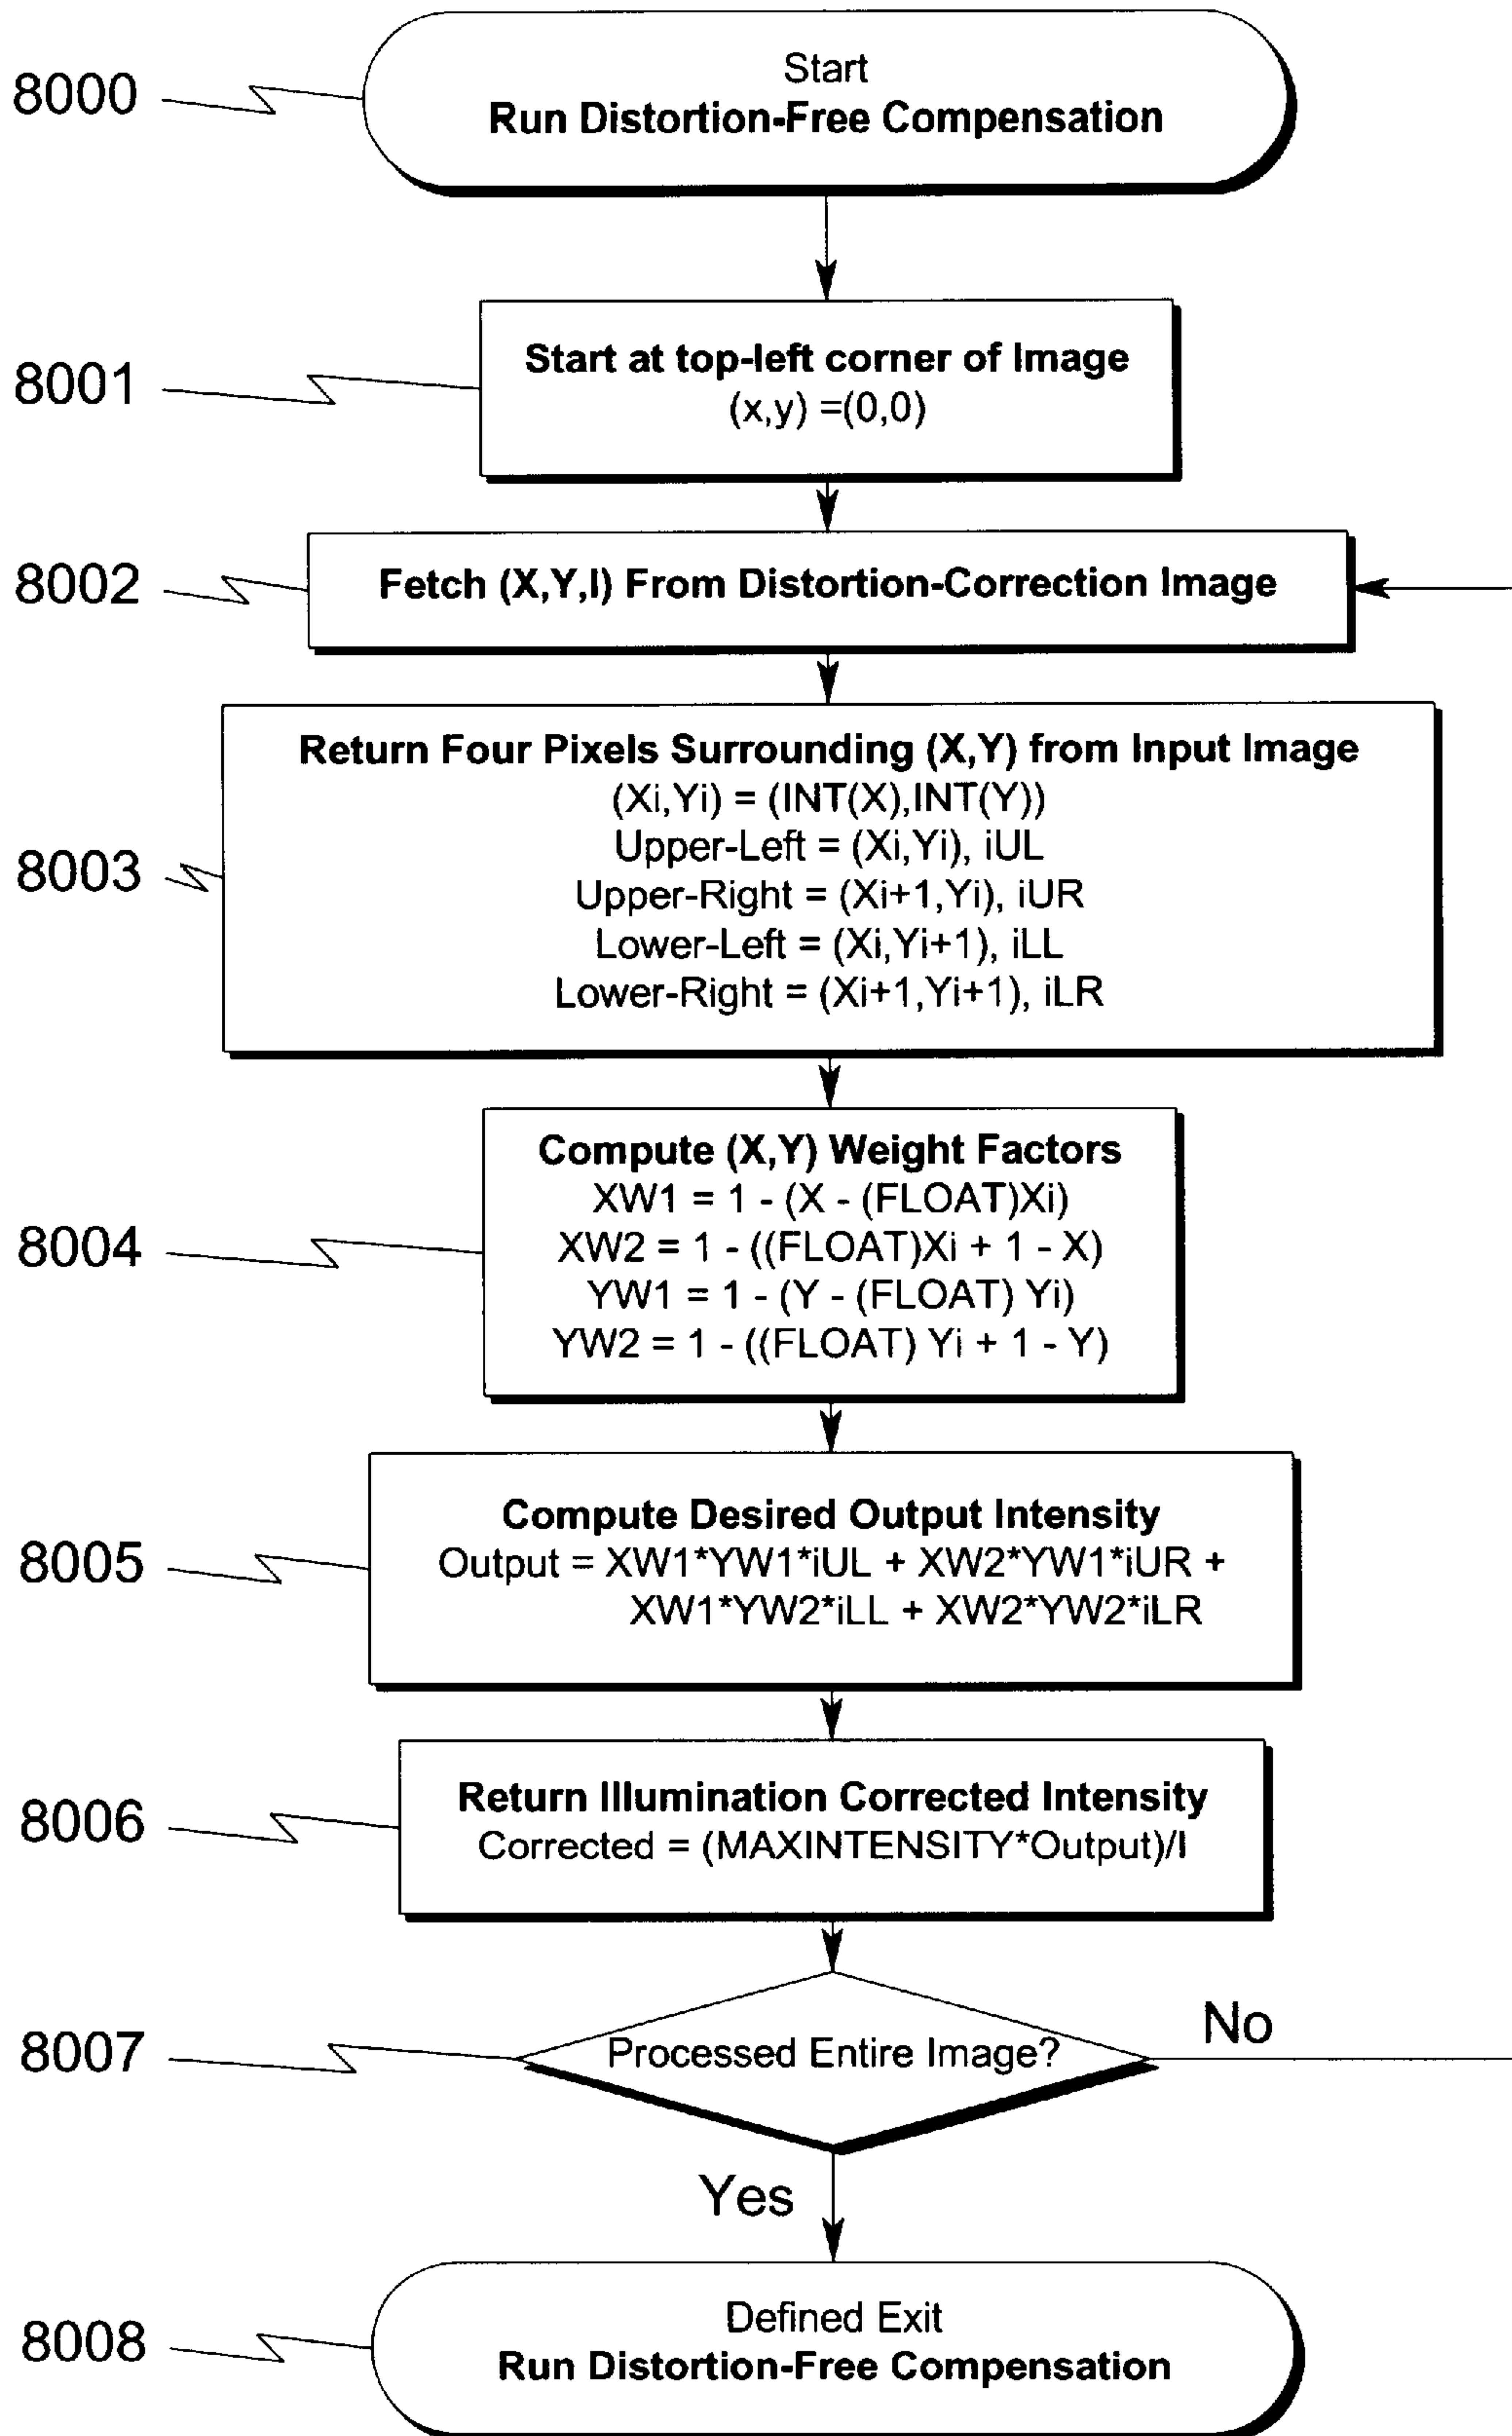 8000
Start
Run Distortion-Free Compensation
8001
Start at top-left corner of Image
(x,y) =(0,0)
8002
Fetch (X,Y,I) From Distortion-Correction Image
8003
Return Four Pixels Surrounding (X,Y) from Input Image
(Xi,Yi) = (INT(X),INT(Y))
Upper-Left = (Xi,Yi), iUL
Upper-Right = (Xi+1,Yi), iUR
Lower-Left = (Xi,Yi+1), iLL
Lower-Right = (Xi+1,Yi+1), iLR
8004
Compute (X,Y) Weight Factors
XW1 = 1 - (X - (FLOAT)Xi)
XW2 = 1 - ((FLOAT)Xi + 1 - X)
YW1 = 1 - (Y - (FLOAT) Yi)
YW2 = 1 - ((FLOAT) Yi + 1 - Y)
8005
Compute Desired Output Intensity
Output = XW1*YW1*iUL + XW2*YW1*iUR +
XW1*YW2*iLL + XW2*YW2*iLR
8006
Return Illumination Corrected Intensity
Corrected = (MAXINTENSITY*Output)/I
8007
Processed Entire Image?
No
Yes
8008
Defined Exit
Run Distortion-Free Compensation